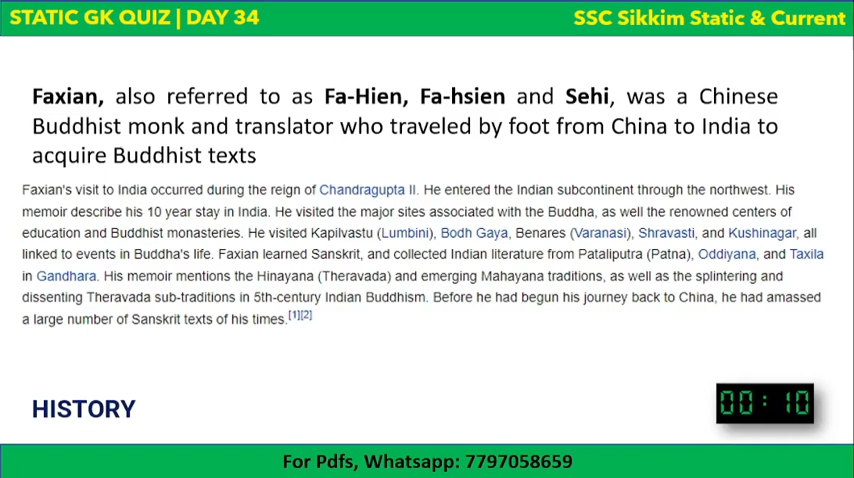 STATIC GK QUIZ | DAY 34
SSC Sikkim Static & Current
Faxian, also referred to as Fa-Hien, Fa-hsien and Sehi, was a Chinese
Buddhist monk and translator who traveled by foot from China to India to
acquire Buddhist texts
Faxian's visit to India occurred during the reign of Chandragupta II. He entered the Indian subcontinent through the northwest. His
memoir describe his 10 year stay in India. He visited the major sites associated with the Buddha, as well the renowned centers of
education and Buddhist monasteries. He visited Kapilvastu (Lumbini), Bodh Gaya, Benares (Varanasi), Shravasti, and Kushinagar, all
linked to events in Buddha's life. Faxian learned Sanskrit, and collected Indian literature from Pataliputra (Patna), Oddiyana, and Taxila
in Gandhara. His memoir mentions the Hinayana (Theravada) and emerging Mahayana traditions, as well as the splintering and
dissenting Theravada sub-traditions in 5th-century Indian Buddhism. Before he had begun his journey back to China, he had amassed
a large number of Sanskrit texts of his times.[1][2]
HISTORY
00:10
For Pdfs, Whatsapp: 7797058659